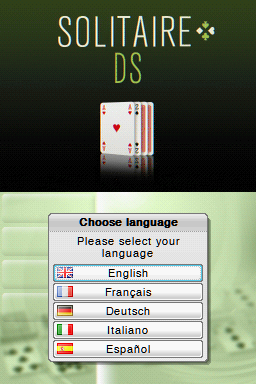 SOLITAIRE
DS
Choose language
Please select your
language
English
Français
Deutsch
Italiano
Español